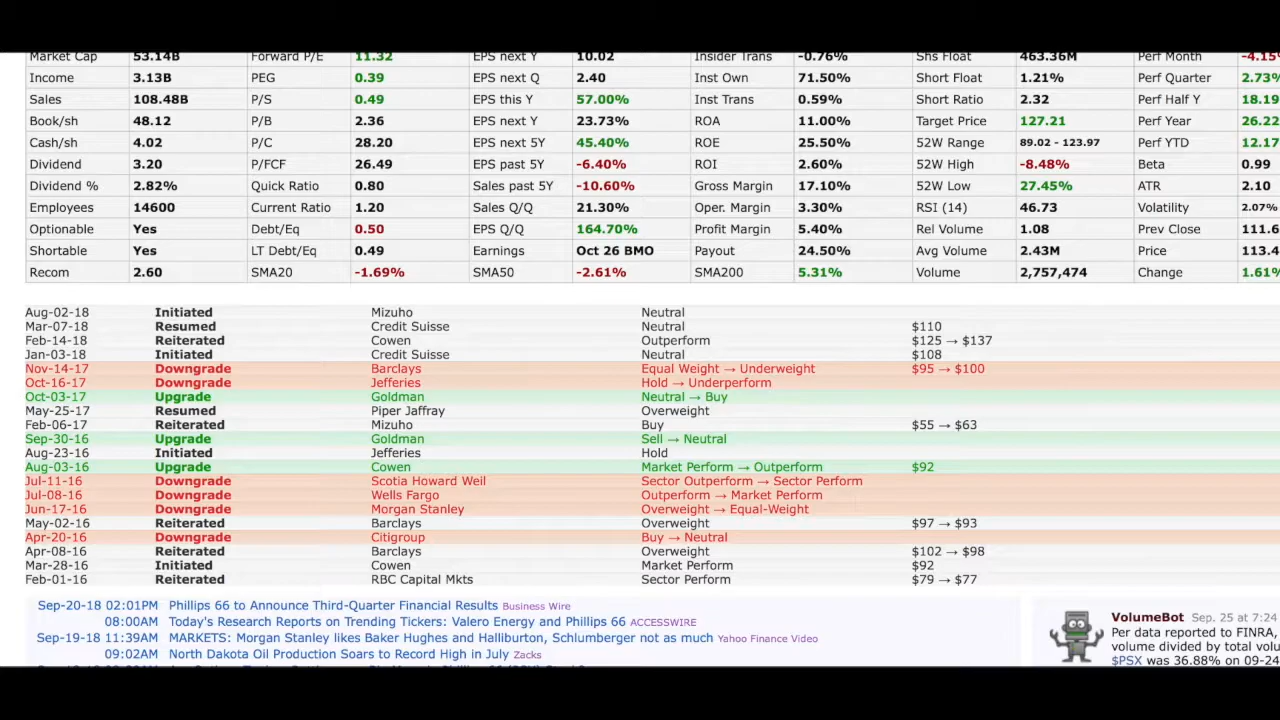 Market Cap 53.14B Forward P/E 11.32 EPS next Y 10.02 Insider Trans -0.76% Shs Float 463.36M Perf Month -4.15%
Income 3.13B PEG 0.39 EPS next Q 2.40 Inst Own 71.50% Short Float 1.21% Perf Quarter 2.73%
Sales 108.48B P/S 0.49 EPS this Y 57.00% Inst Trans 0.59% Short Ratio 2.32 Perf Half Y 18.19
Book/sh 48.12 P/B 2.36 EPS next Y 23.73% ROA 11.00% Target Price 127.21 Perf Year 26.22
Cash/sh 4.02 P/C 28.20 EPS next 5Y 45.40% ROE 25.50% 52W Range 89.02 - 123.97 Perf YTD 12.17
Dividend 3.20 P/FCF 26.49 EPS past 5Y -6.40% ROI 2.60% 52W High -8.48% Beta 0.99
Dividend % 2.82% Quick Ratio 0.80 Sales past 5Y -10.60% Gross Margin 17.10% 52W Low 27.45% ATR 2.10
Employees 14600 Current Ratio 1.20 Sales Q/Q 21.30% Oper. Margin 3.30% RSI (14) 46.73 Volatility 2.07%
Optionable Yes Debt/Eq 0.50 EPS Q/Q 164.70% Profit Margin 5.40% Rel Volume 1.08 Prev Close 111.6
Shortable Yes LT Debt/Eq 0.49 Earnings Oct 26 BMO Payout 24.50% Avg Volume 2.43M Price 113.4
Recom 2.60 SMA20 -1.69% SMA50 -2.61% SMA200 5.31% Volume 2,757,474 Change 1.61%
Aug-02-18 Initiated Mizuho Neutral
Mar-07-18 Resumed Credit Suisse Neutral $110
Feb-14-18 Reiterated Cowen Outperform $125 → $137
Jan-03-18 Initiated Credit Suisse Neutral $108
Nov-14-17 Downgrade Barclays Equal Weight → Underweight $95 → $100
Oct-16-17 Downgrade Jefferies Hold → Underperform
Oct-03-17 Upgrade Goldman Neutral → Buy
May-25-17 Resumed Piper Jaffray Overweight
Feb-06-17 Reiterated Mizuho Buy $55 → $63
Sep-30-16 Upgrade Goldman Sell → Neutral
Aug-23-16 Initiated Jefferies Hold
Aug-03-16 Upgrade Cowen Market Perform → Outperform $92
Jul-11-16 Downgrade Scotia Howard Weil Sector Outperform → Sector Perform
Jul-08-16 Downgrade Wells Fargo Outperform → Market Perform
Jun-17-16 Downgrade Morgan Stanley Overweight → Equal-Weight
May-02-16 Reiterated Barclays Overweight $97 → $93
Apr-20-16 Downgrade Citigroup Buy → Neutral
Apr-08-16 Reiterated Barclays Overweight $102 → $98
Mar-28-16 Initiated Cowen Market Perform $92
Feb-01-16 Reiterated RBC Capital Mkts Sector Perform $79 → $77
Sep-20-18 02:01PM Phillips 66 to Announce Third-Quarter Financial Results Business Wire
08:00AM Today's Research Reports on Trending Tickers: Valero Energy and Phillips 66 ACCESSWIRE
Sep-19-18 11:39AM MARKETS: Morgan Stanley likes Baker Hughes and Halliburton, Schlumberger not as much Yahoo Finance Video
09:02AM North Dakota Oil Production Soars to Record High in July Zacks
VolumeBot Sep. 25 at 7:24
Per data reported to FINRA,
volume divided by total volu
$PSX was 36.88% on 09-24